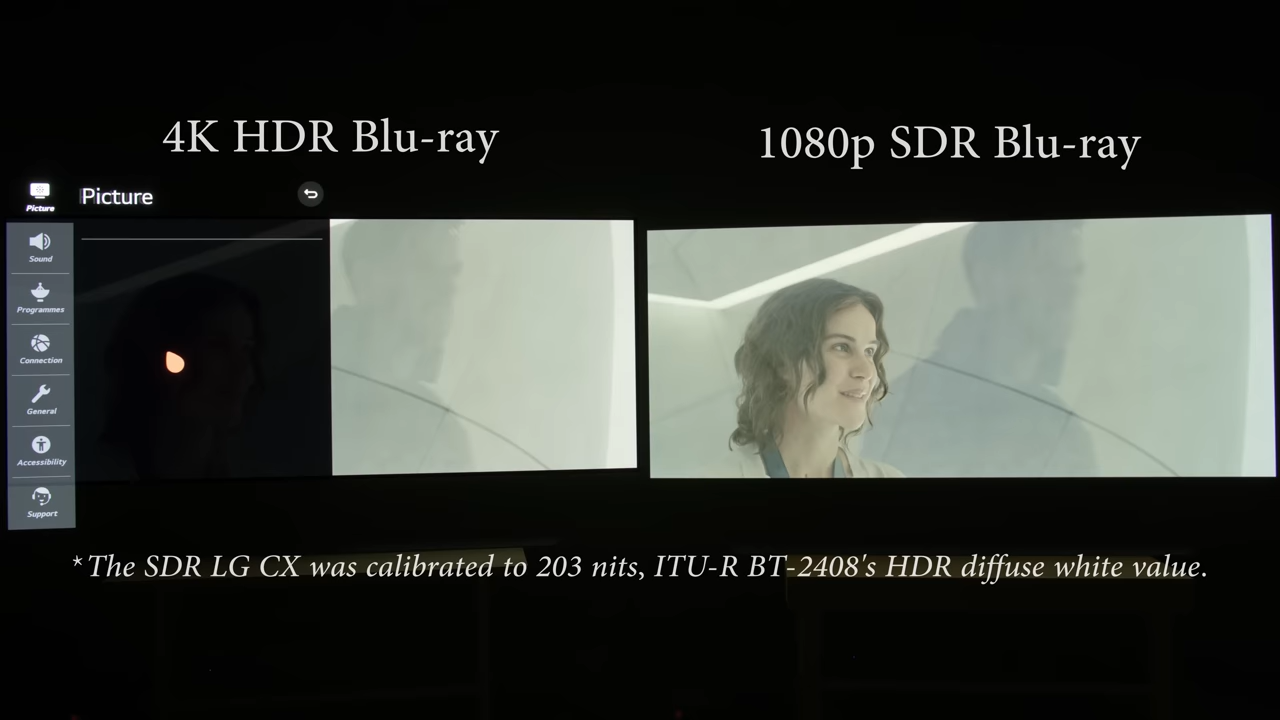 4K HDR Blu-ray
1080p SDR Blu-ray
Picture
Picture
Sound
Programmes
Connection
General
Accessibility
Support
*The SDR LG CX was calibrated to 203 nits, ITU-R BT-2408's HDR diffuse white value.